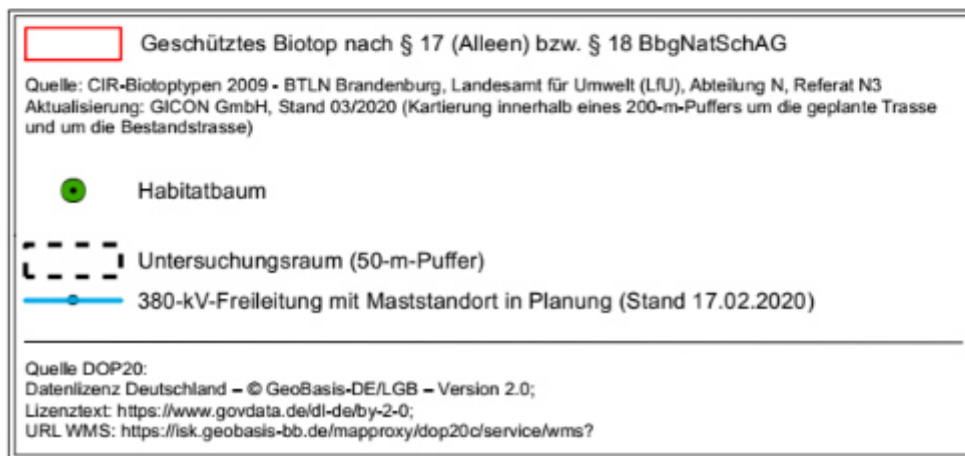 Geschütztes Biotop nach § 17 (Alleen) bzw. § 18 BbgNatSchAG
Quelle: CIR-Biotoptypen 2009 - BTLN Brandenburg, Landesamt für Umwelt (LfU), Abteilung N, Referat N3
Aktualisierung: GICON GmbH, Stand 03/2020 (Kartierung innerhalb eines 200-m-Puffers um die geplante Trasse
und um die Bestandstrasse)
Habitatbaum
Untersuchungsraum (50-m-Puffer)
380-kV-Freileitung mit Maststandort in Planung (Stand 17.02.2020)
Quelle DOP20:
Datenlizenz Deutschland – © GeoBasis-DE/LGB – Version 2.0;
Lizenztext: https://www.govdata.de/dl-de/by-2-0;
URL WMS: https://isk.geobasis-bb.de/mapproxy/dop20c/service/wms?